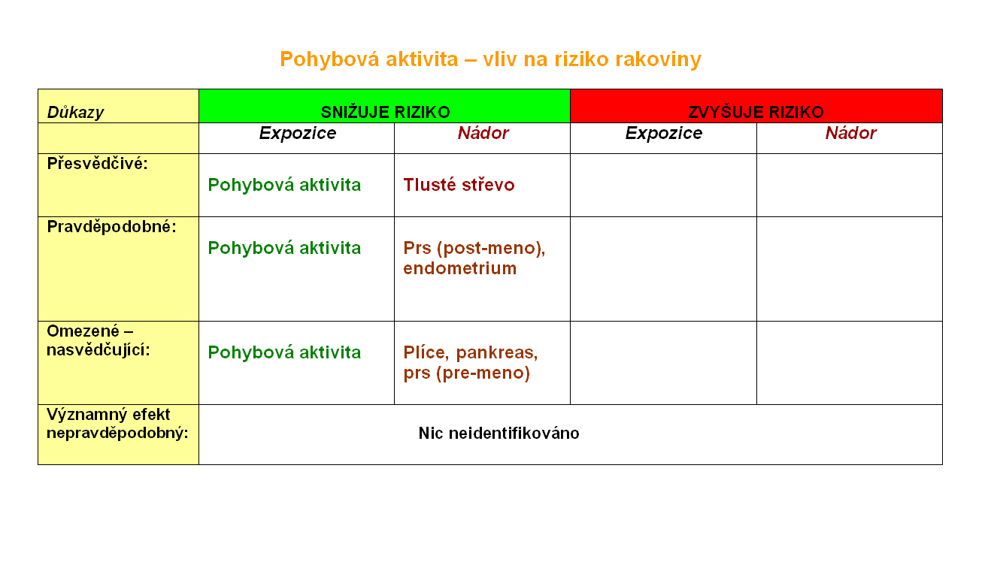 Pohybová aktivita – vliv na riziko rakoviny
Důkazy
SNIŽUJE RIZIKO
ZVYŠUJE RIZIKO
Expozice
Nádor
Expozice
Nádor
Přesvědčivé:
Pohybová aktivita
Tlusté střevo
Pravděpodobné:
Pohybová aktivita
Prs (post-meno),
endometrium
Omezené –
nasvědčující:
Pohybová aktivita
Plíce, pankreas,
prs (pre-meno)
Významný efekt
nepravděpodobný:
Nic neidentifikováno